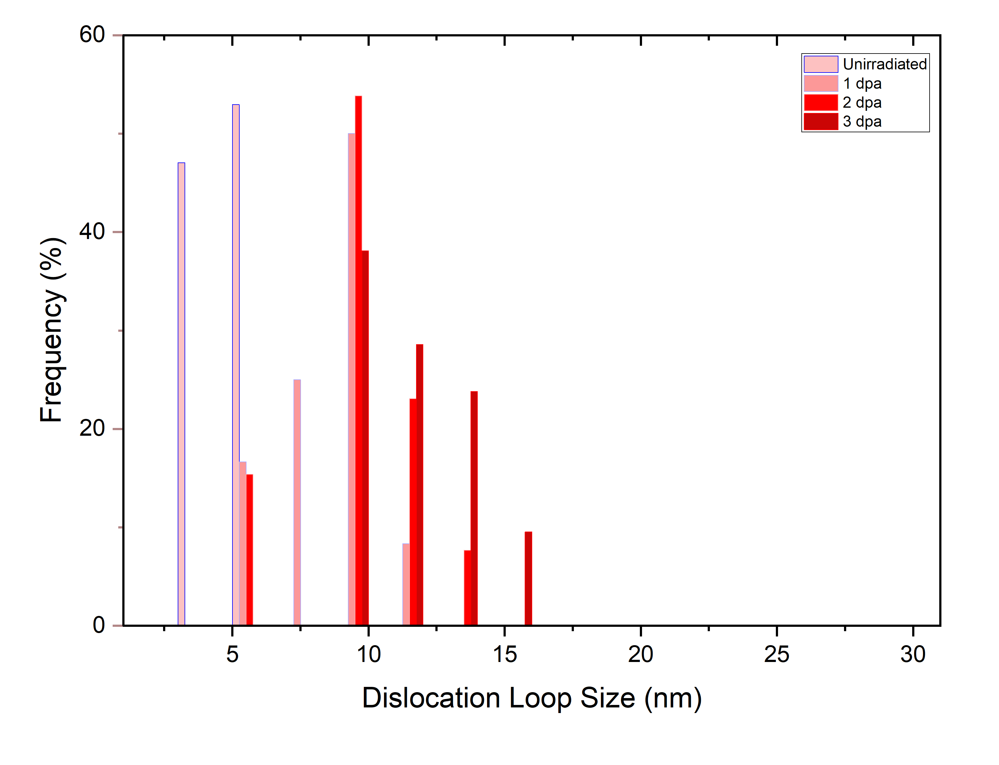 60
40
20
0
Frequency (%)
Unirradiated
1 dpa
2 dpa
3 dpa
5 10 15 20 25 30
Dislocation Loop Size (nm)